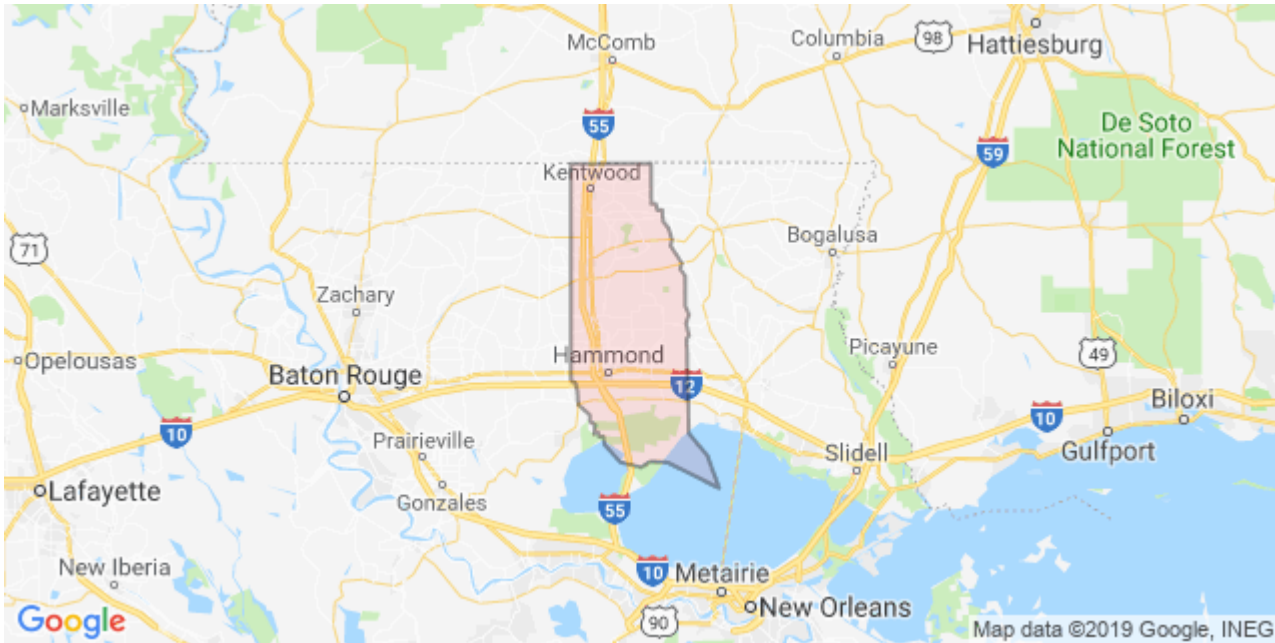 McComb
Columbia
98
Hattiesburg
Marksville
55
De Soto
National Forest
59
Kentwood
71
Bogalusa
Zachary
Opelousas
Hammond
Picayune
49
Baton Rouge
12
Biloxi
10
10
Prairieville
Slidell
Gulfport
Lafayette
Gonzales
55
New Iberia
10
Metairie
New Orleans
90
Google
Map data ©2019 Google, INEG